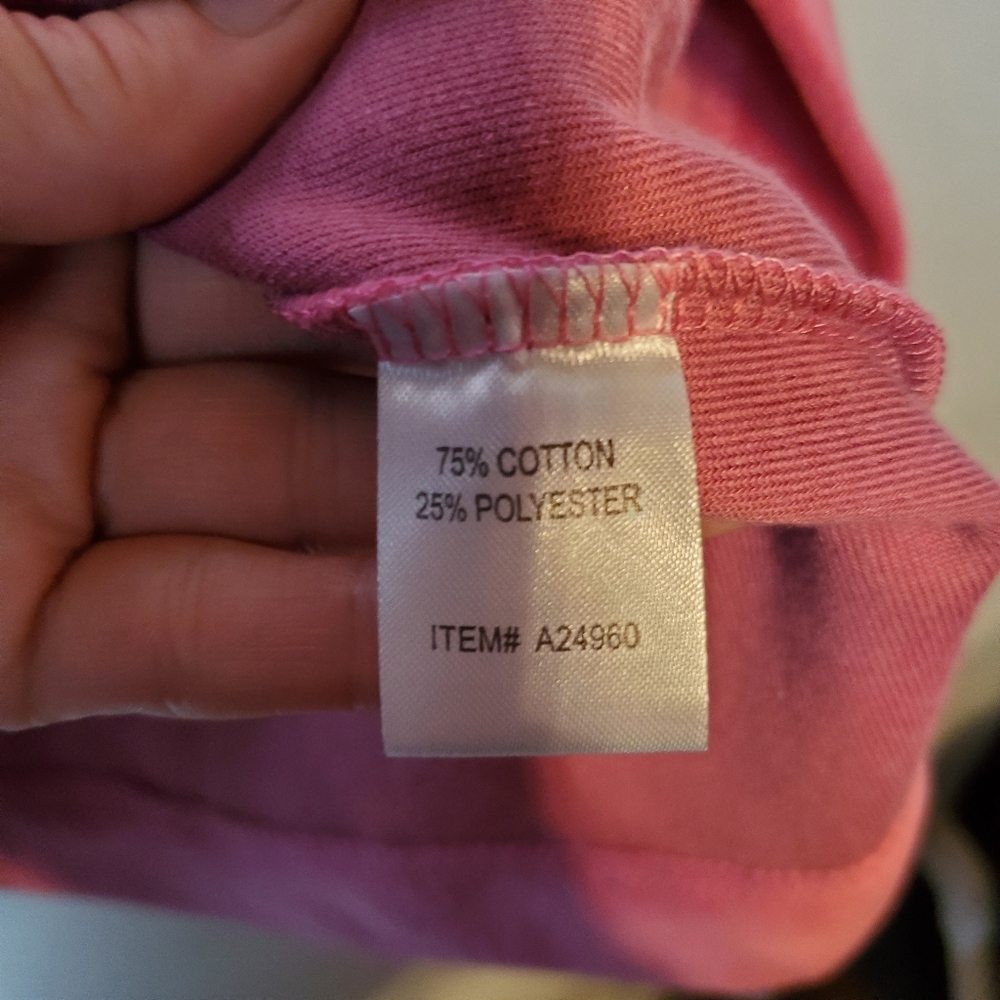 75% COTTON
25% POLYESTER
ITEM# A24960